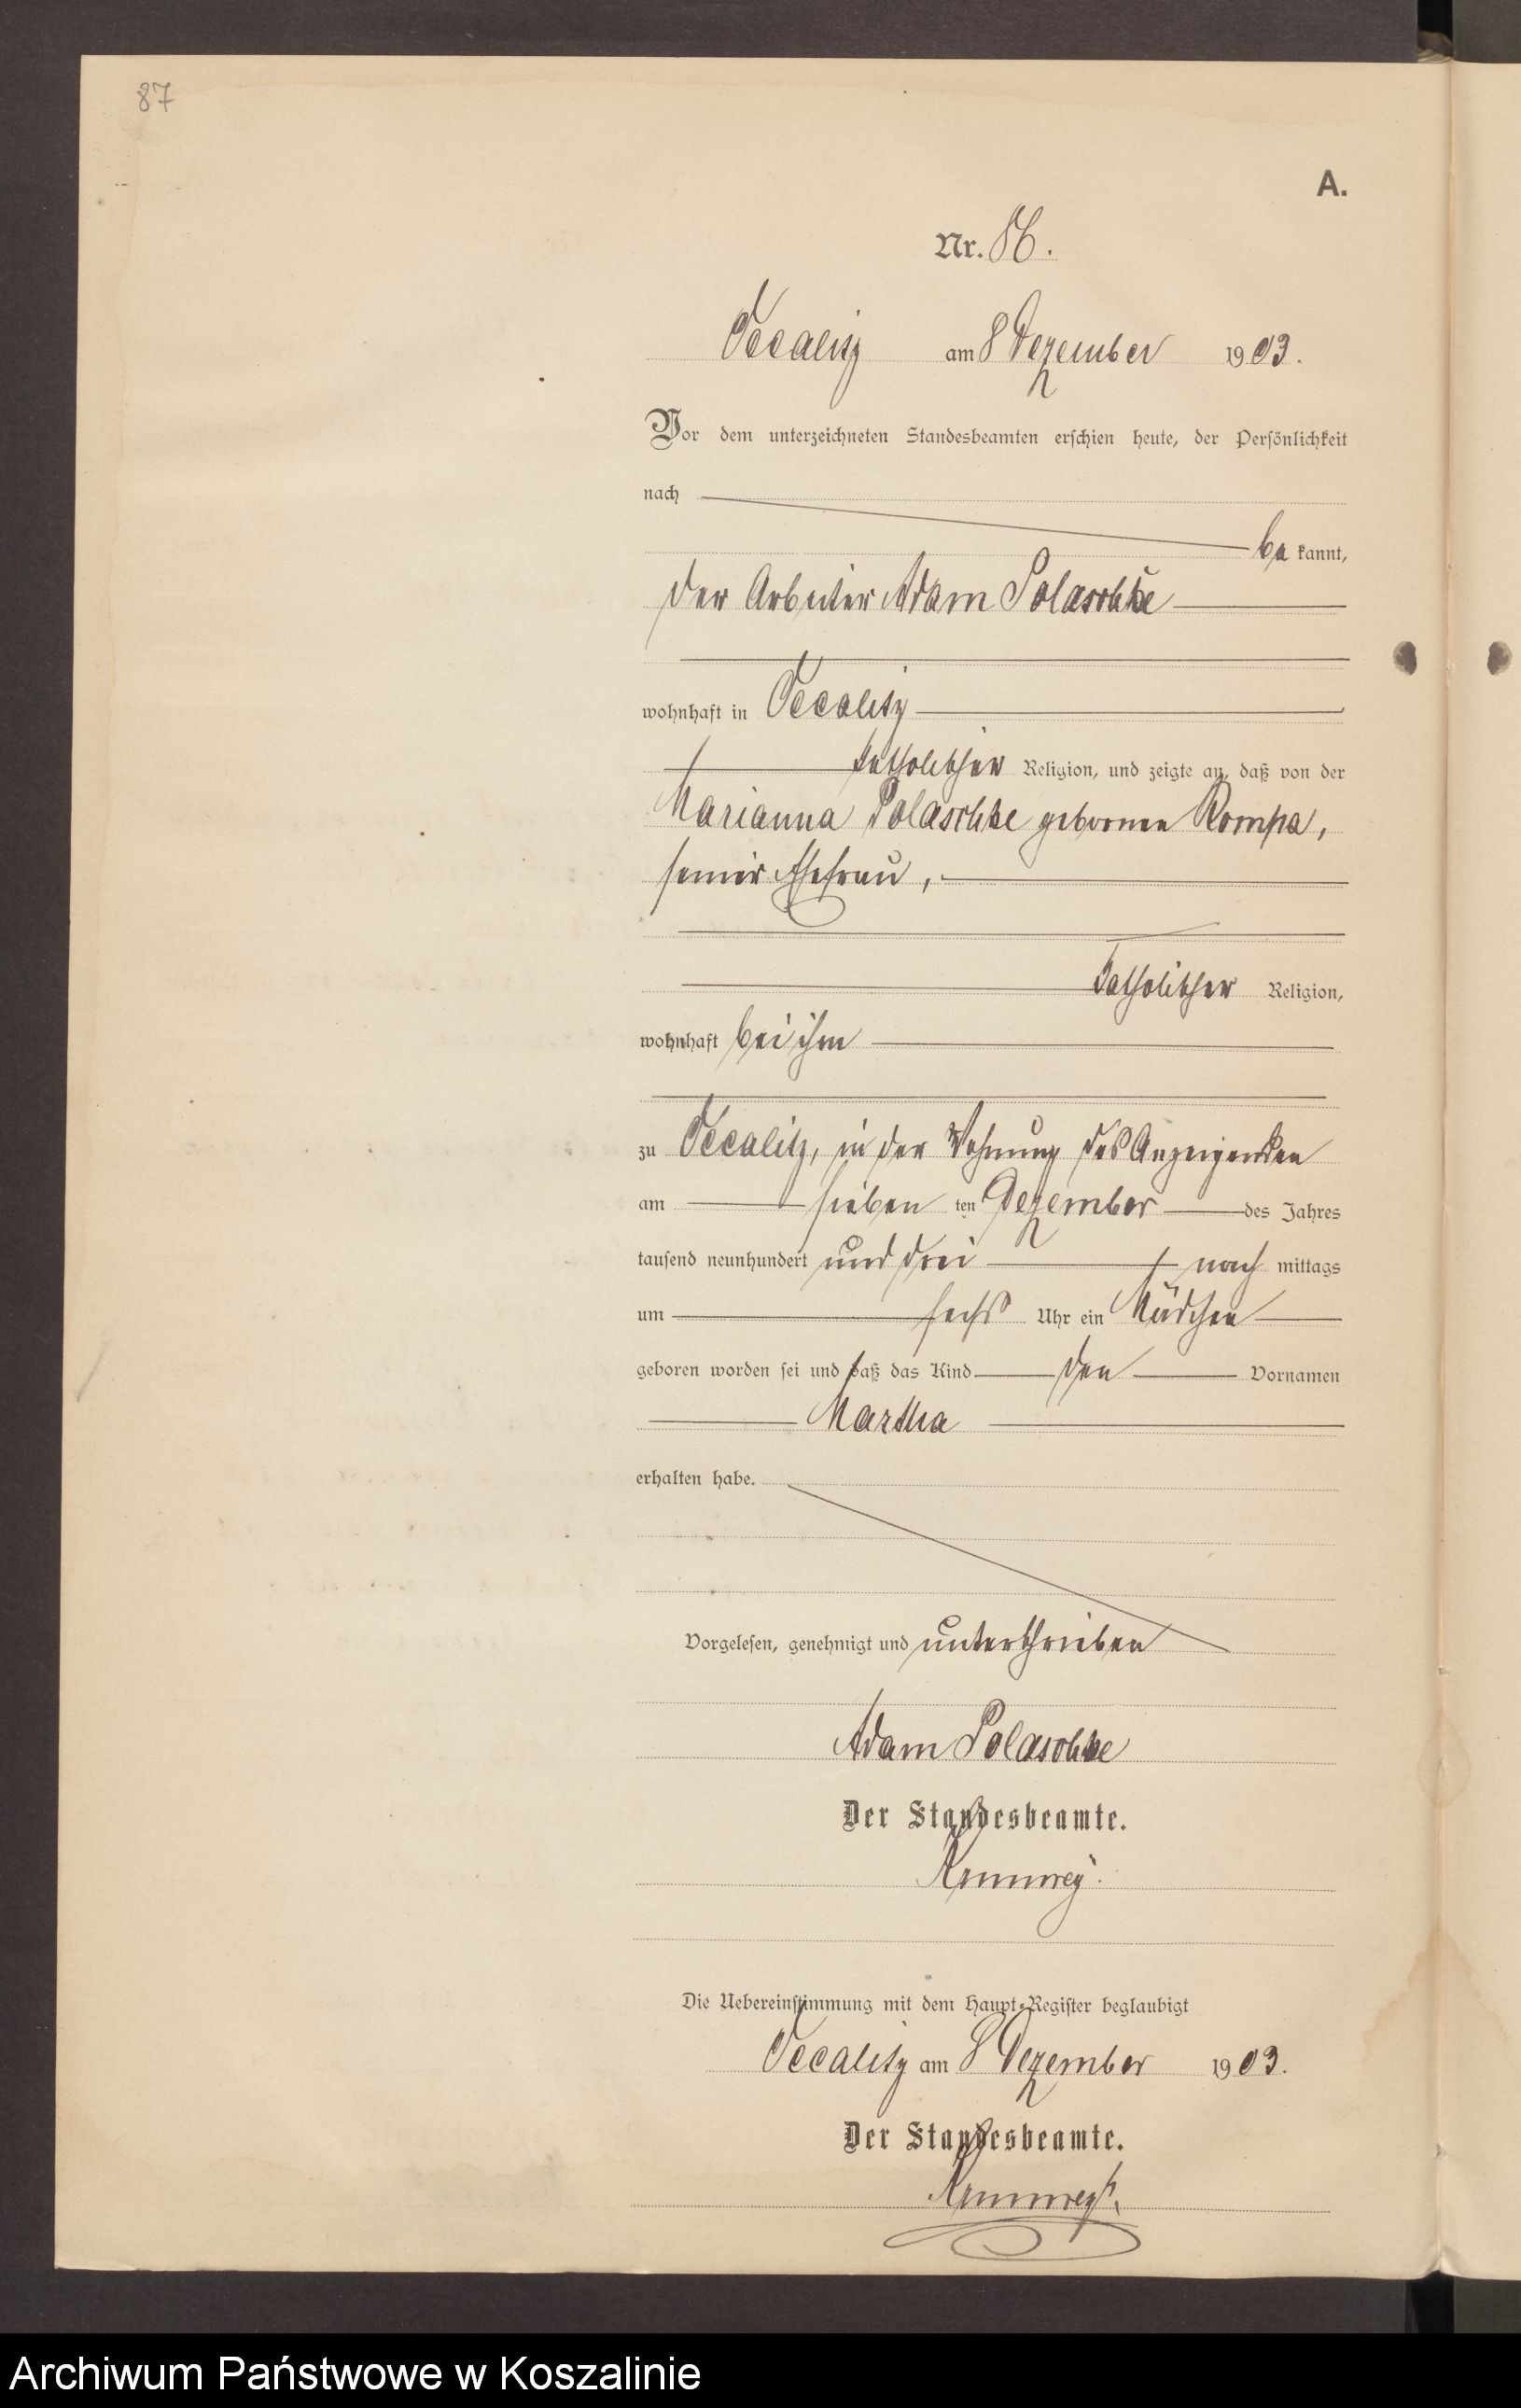 87
A.
Nr. 86.
Occalitz am 8 Dezember 1903.
Vor dem unterzeichneten Standesbeamten erschien heute, der Persönlichkeit
nach
be kannt,
der Arbeiter Adam Polaschke
wohnhaft in Occalitz
katholischer Religion, und zeigte an, daß von der
Marianna Polaschke geborenen Rompa,
seiner Ehefrau,
katholischer Religion,
wohnhaft bei ihm
zu Occalitz, in der Wohnung des Anzeigenden
am sieben ten Dezember des Jahres
tausend neunhundert und drei nach mittags
um sechs Uhr ein Mädchen
geboren worden sei und daß das Kind den Vornamen
Martha
erhalten habe.
Vorgelesen, genehmigt und unterschrieben
Adam Polaschke
Der Standesbeamte.
Die Uebereinstimmung mit dem Haupt-Register beglaubigt
Occalitz am 8 Dezember 1903.
Der Standesbeamte.
Archiwum Państwowe w Koszalinie